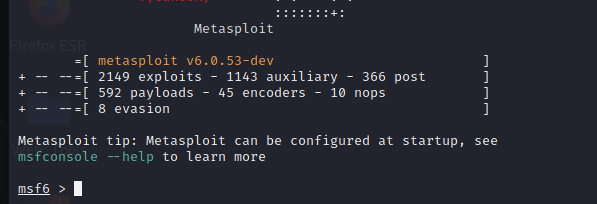 :::::::+:
Metasploit
Firefox ESR
=[ metasploit v6.0.53-dev ]
+ -- --=[ 2149 exploits - 1143 auxiliary - 366 post ]
+ -- --=[ 592 payloads - 45 encoders - 10 nops ]
+ -- --=[ 8 evasion ]
Metasploit tip: Metasploit can be configured at startup, see
msfconsole --help to learn more
msf6 >